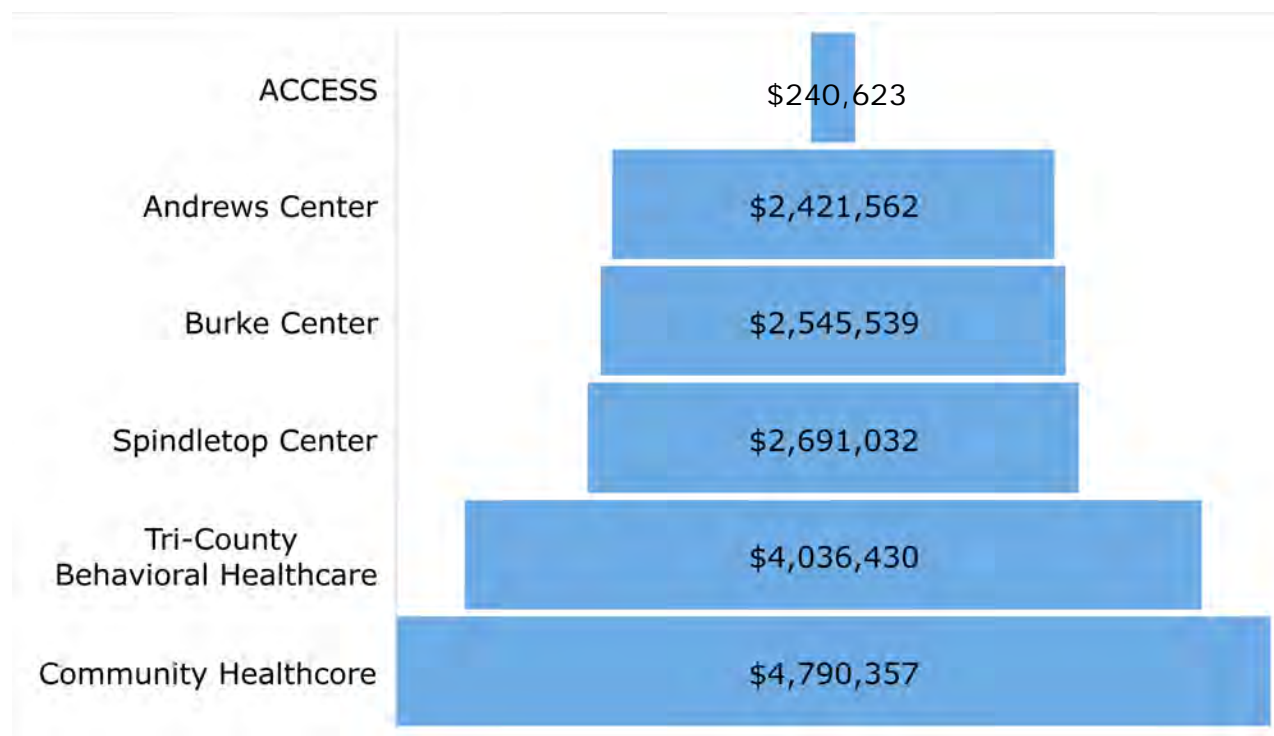 ACCESS
$240,623
Andrews Center
$2,421,562
Burke Center
$2,545,539
Spindletop Center
$2,691,032
Tri-County
Behavioral Healthcare
$4,036,430
Community Healthcore
$4,790,357